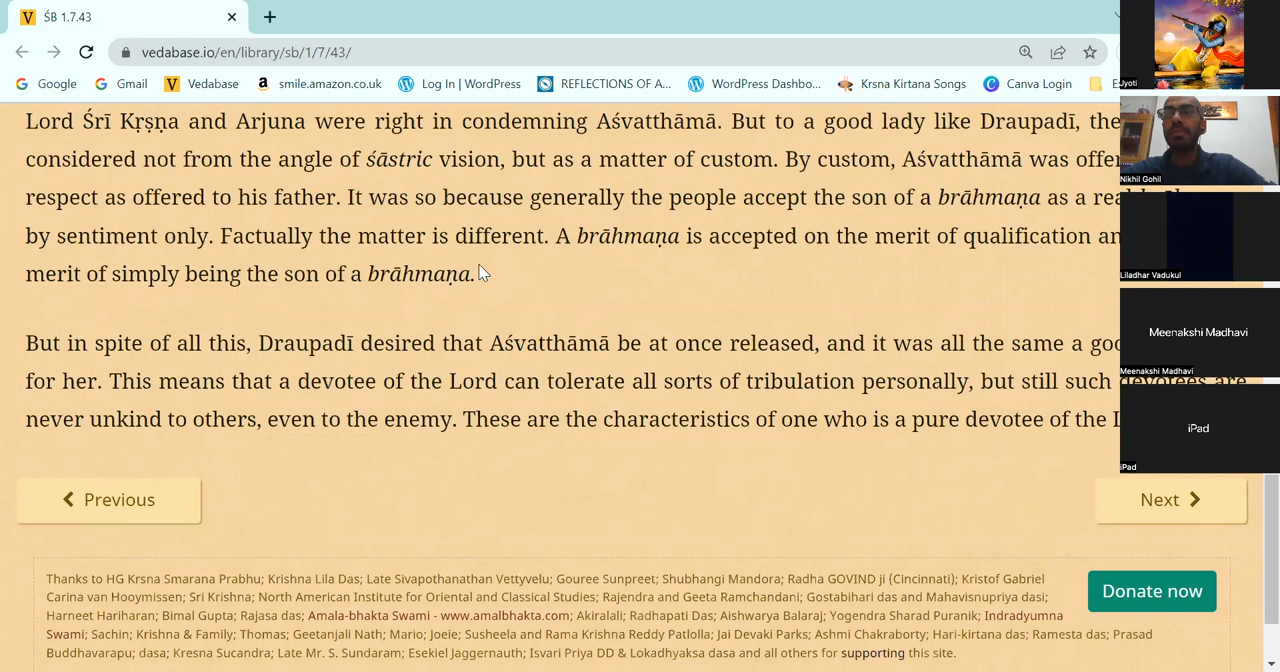 ŚB 1.7.43
vedabase.io/en/library/sb/1/7/43/
Google Gmail Vedabase smile.amazon.co.uk Log In | WordPress REFLECTIONS OF A... WordPress Dashbo... Krsna Kirtana Songs Canva Login
Lord Śrī Kṛṣṇa and Arjuna were right in condemning Aśvatthāmā. But to a good lady like Draupadī, the
considered not from the angle of śāstric vision, but as a matter of custom. By custom, Aśvatthāmā was offer
respect as offered to his father. It was so because generally the people accept the son of a brāhmaṇa as a
by sentiment only. Factually the matter is different. A brāhmaṇa is accepted on the merit of qualification an
merit of simply being the son of a brāhmaṇa.
But in spite of all this, Draupadī desired that Aśvatthāmā be at once released, and it was all the same a goo
for her. This means that a devotee of the Lord can tolerate all sorts of tribulation personally, but still such devotees are
never unkind to others, even to the enemy. These are the characteristics of one who is a pure devotee of the
Previous
Next
Thanks to HG Krsna Smarana Prabhu; Krishna Lila Das; Late Sivapothanathan Vettyvelu; Gouree Sunpreet; Shubhangi Mandora; Radha GOVIND ji (Cincinnati); Kristof Gabriel
Carina van Hooymissen; Sri Krishna; North American Institute for Oriental and Classical Studies; Rajendra and Geeta Ramchandani; Gostabihari das and Mahavisnupriya dasi;
Harneet Hariharan; Bimal Gupta; Rajasa das; Amala-bhakta Swami - www.amalbhakta.com; Akiralali; Radhapati Das; Aishwarya Balaraj; Yogendra Sharad Puranik; Indradyumna
Swami; Sachin; Krishna & Family; Thomas; Geetanjali Nath; Mario; Joeie; Susheela and Rama Krishna Reddy Patlolla; Jai Devaki Parks; Ashmi Chakraborty; Hari-kirtana das; Ramesta das; Prasad
Buddhavarapu; dasa; Kresna Sucandra; Late Mr. S. Sundaram; Esekiel Jaggernauth; Isvari Priya DD & Lokadhyaksa dasa and all others for supporting this site.
Donate now
Jyoti
Nikhil Gohil
Liladhar Vadukul
Meenakshi Madhavi
Meenakshi Madhavi
iPad
iPad